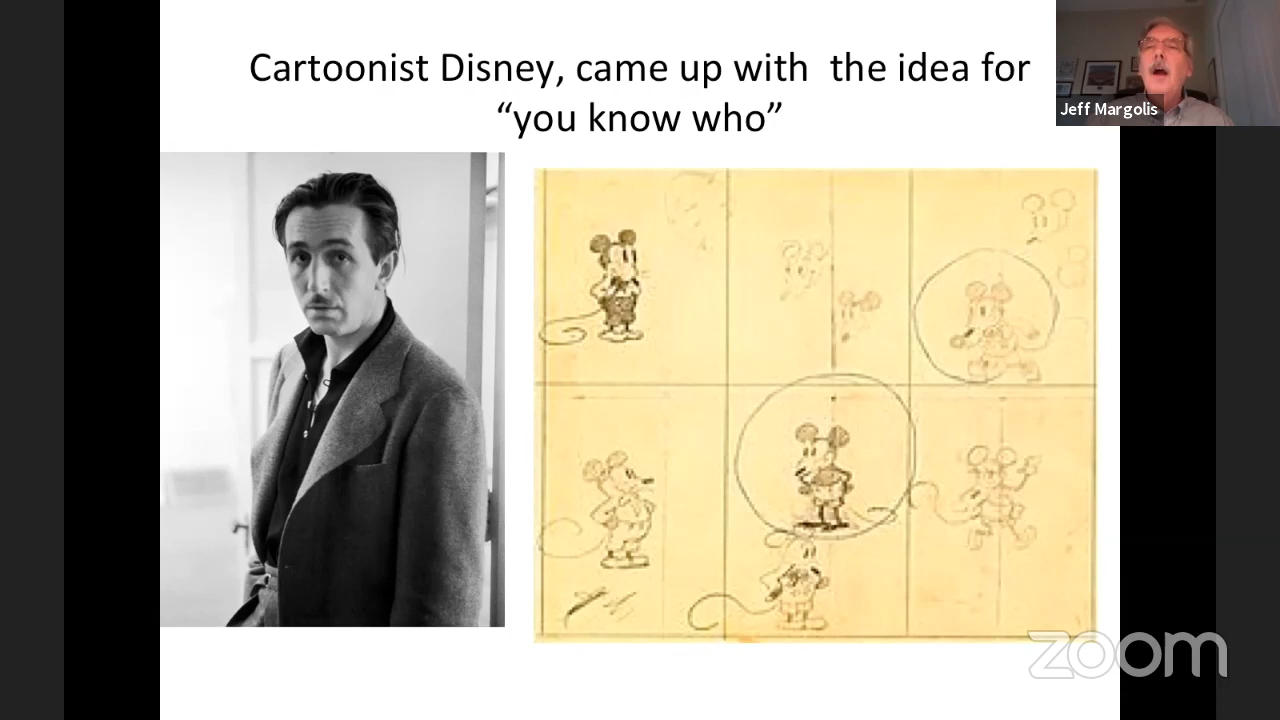 Cartoonist Disney, came up with  the idea for
“you know who”
Jeff Margolis
zoom